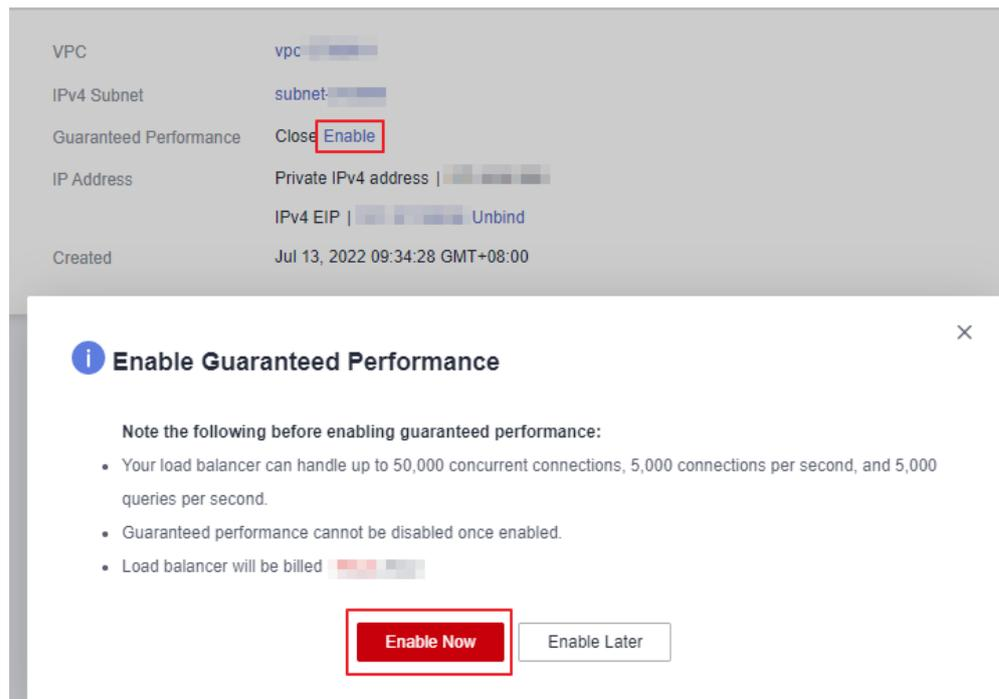 VPC vpc
IPv4 Subnet subnet-
Guaranteed Performance Close Enable
IP Address Private IPv4 address |
IPv4 EIP | Unbind
Created Jul 13, 2022 09:34:28 GMT+08:00
i Enable Guaranteed Performance
Note the following before enabling guaranteed performance:
• Your load balancer can handle up to 50,000 concurrent connections, 5,000 connections per second, and 5,000
queries per second.
• Guaranteed performance cannot be disabled once enabled.
• Load balancer will be billed
Enable Now Enable Later